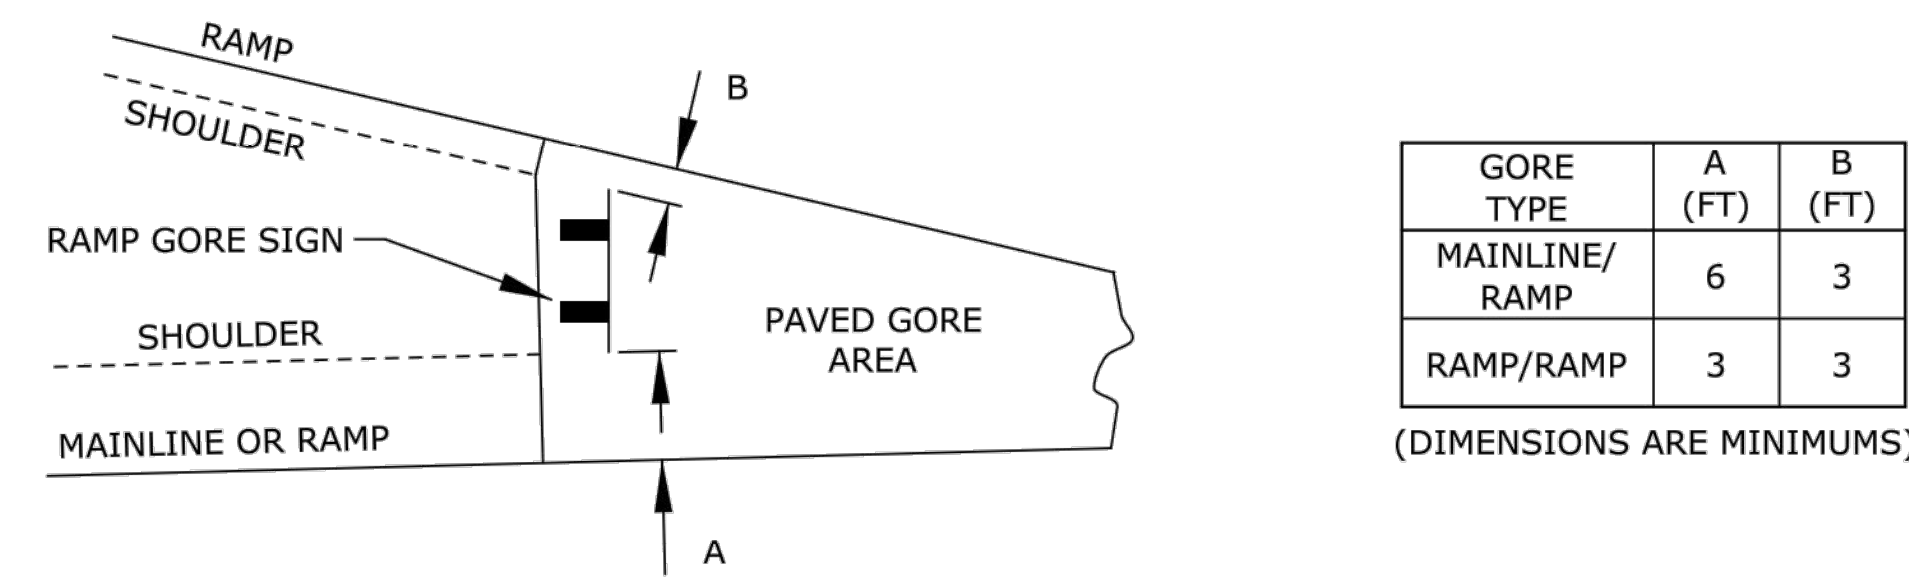 RAMP
SHOULDER
B
RAMP GORE SIGN
SHOULDER
PAVED GORE
AREA
MAINLINE OR RAMP
A
GORE
TYPE
A
(FT)
B
(FT)
MAINLINE/
RAMP
6
3
RAMP/RAMP
3
3
(DIMENSIONS ARE MINIMUMS)